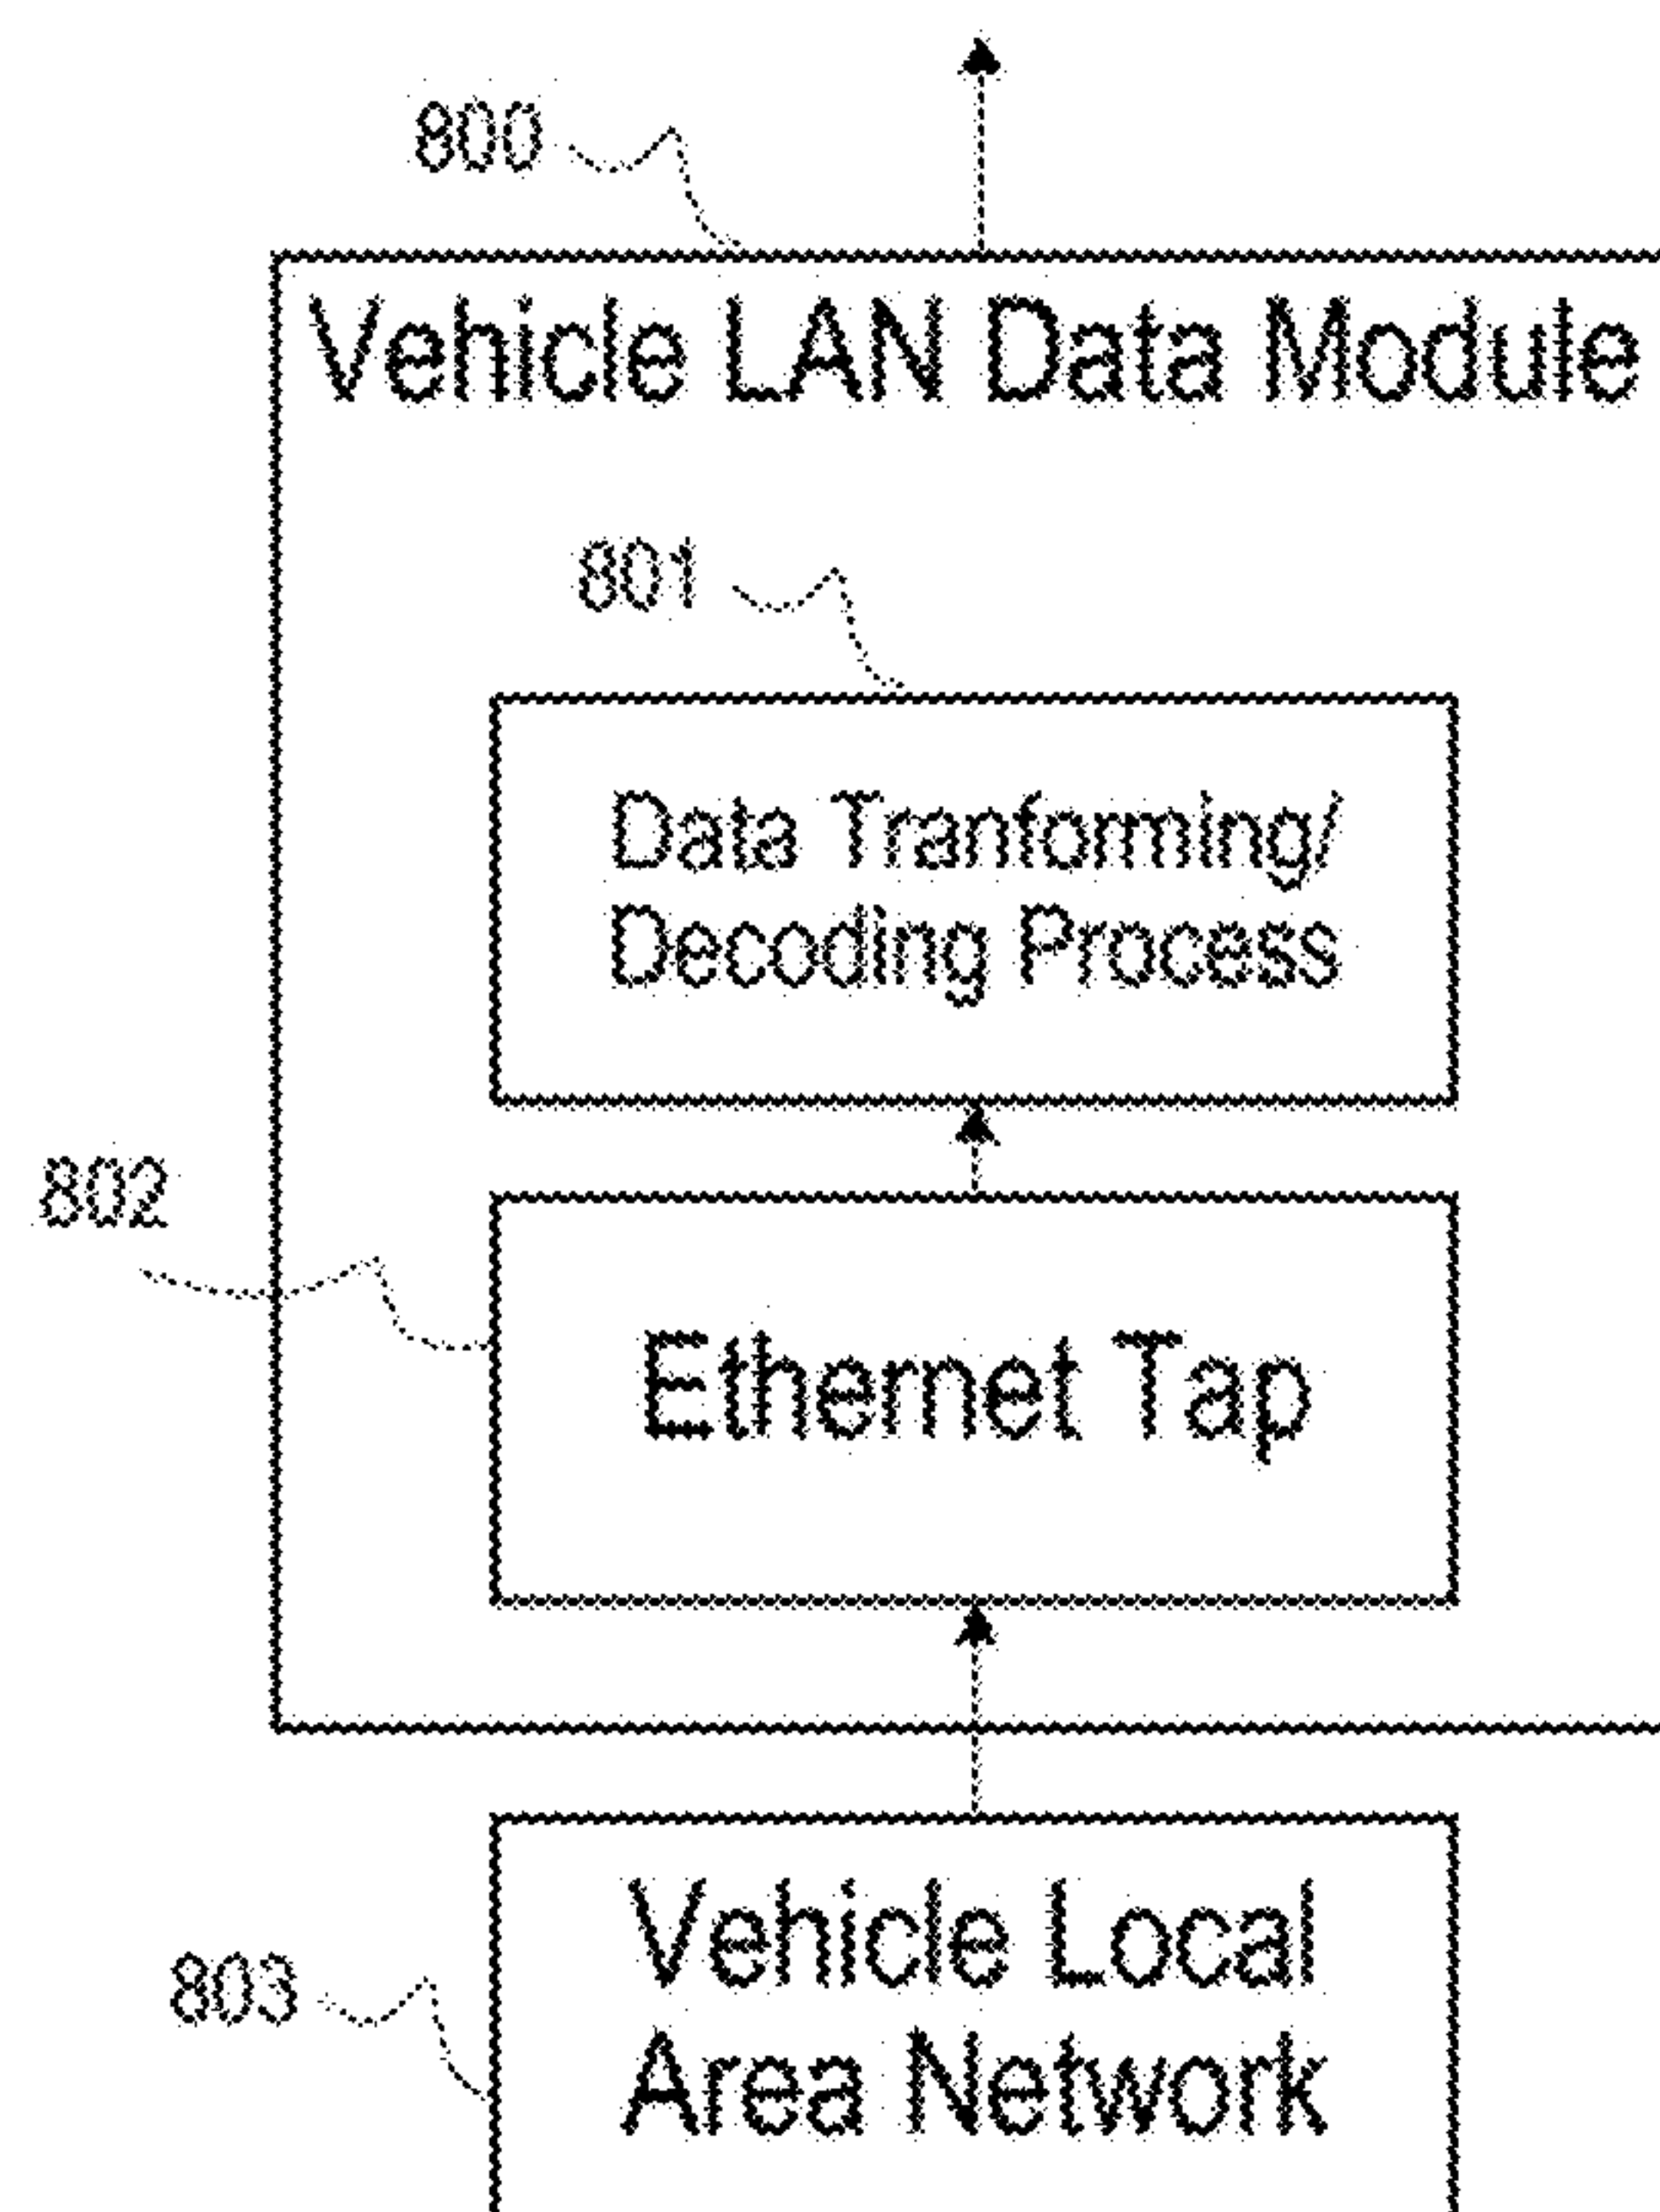 800
Vehicle LAN Data Module
801
Data Tranforming/
Decoding Process
802
Ethernet Tap
Vehicle Local
803
Area Network